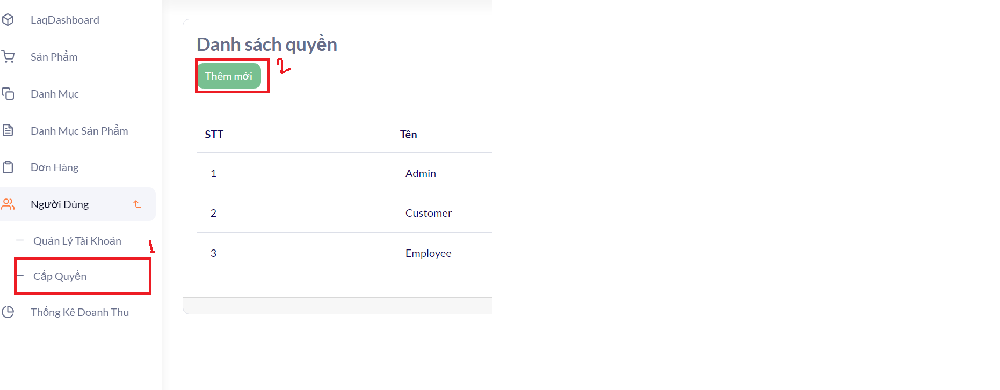 LaqDashboard
Sản Phẩm
Danh Mục
Danh Mục Sản Phẩm
Đơn Hàng
Người Dùng
Quản Lý Tài Khoản
1
Cấp Quyền
Thống Kê Doanh Thu
Danh sách quyền
Thêm mới 2
STT Tên
1 Admin
2 Customer
3 Employee